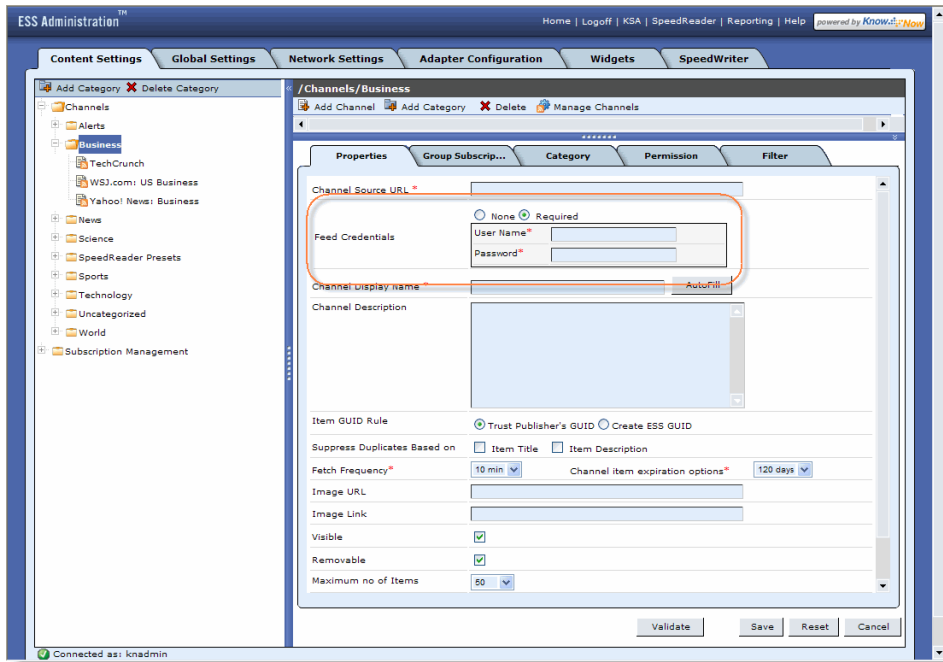 ESS Administration™
Home | Logoff | KSA | SpeedReader | Reporting | Help powered by KnowNow
Content Settings Global Settings Network Settings Adapter Configuration Widgets SpeedWriter
Add Category Delete Category
Channels
Alerts
Business
TechCrunch
WSJ.com: US Business
Yahoo! News: Business
News
Science
SpeedReader Presets
Sports
Technology
Uncategorized
World
Subscription Management
/Channels/Business
Add Channel Add Category Delete Manage Channels
Properties Group Subscrip... Category Permission Filter
Channel Source URL *
Feed Credentials
None Required
User Name*
Password*
Channel Display Name * AutoFill
Channel Description
Item GUID Rule Trust Publisher's GUID Create ESS GUID
Suppress Duplicates Based on Item Title Item Description
Fetch Frequency* 10 min Channel item expiration options* 120 days
Image URL
Image Link
Visible
Removable
Maximum no of Items 50
Validate Save Reset Cancel
Connected as: knadmin